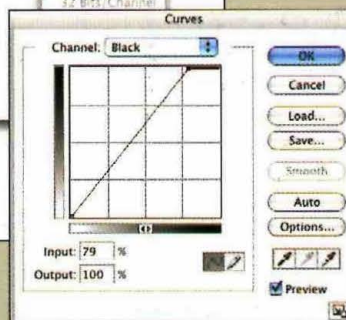 32 Bits/Channel
Curves
Channel: Black
OK
Cancel
Load...
Save...
Smooth
Auto
Options...
Input: 79 %
Output: 100 %
Preview